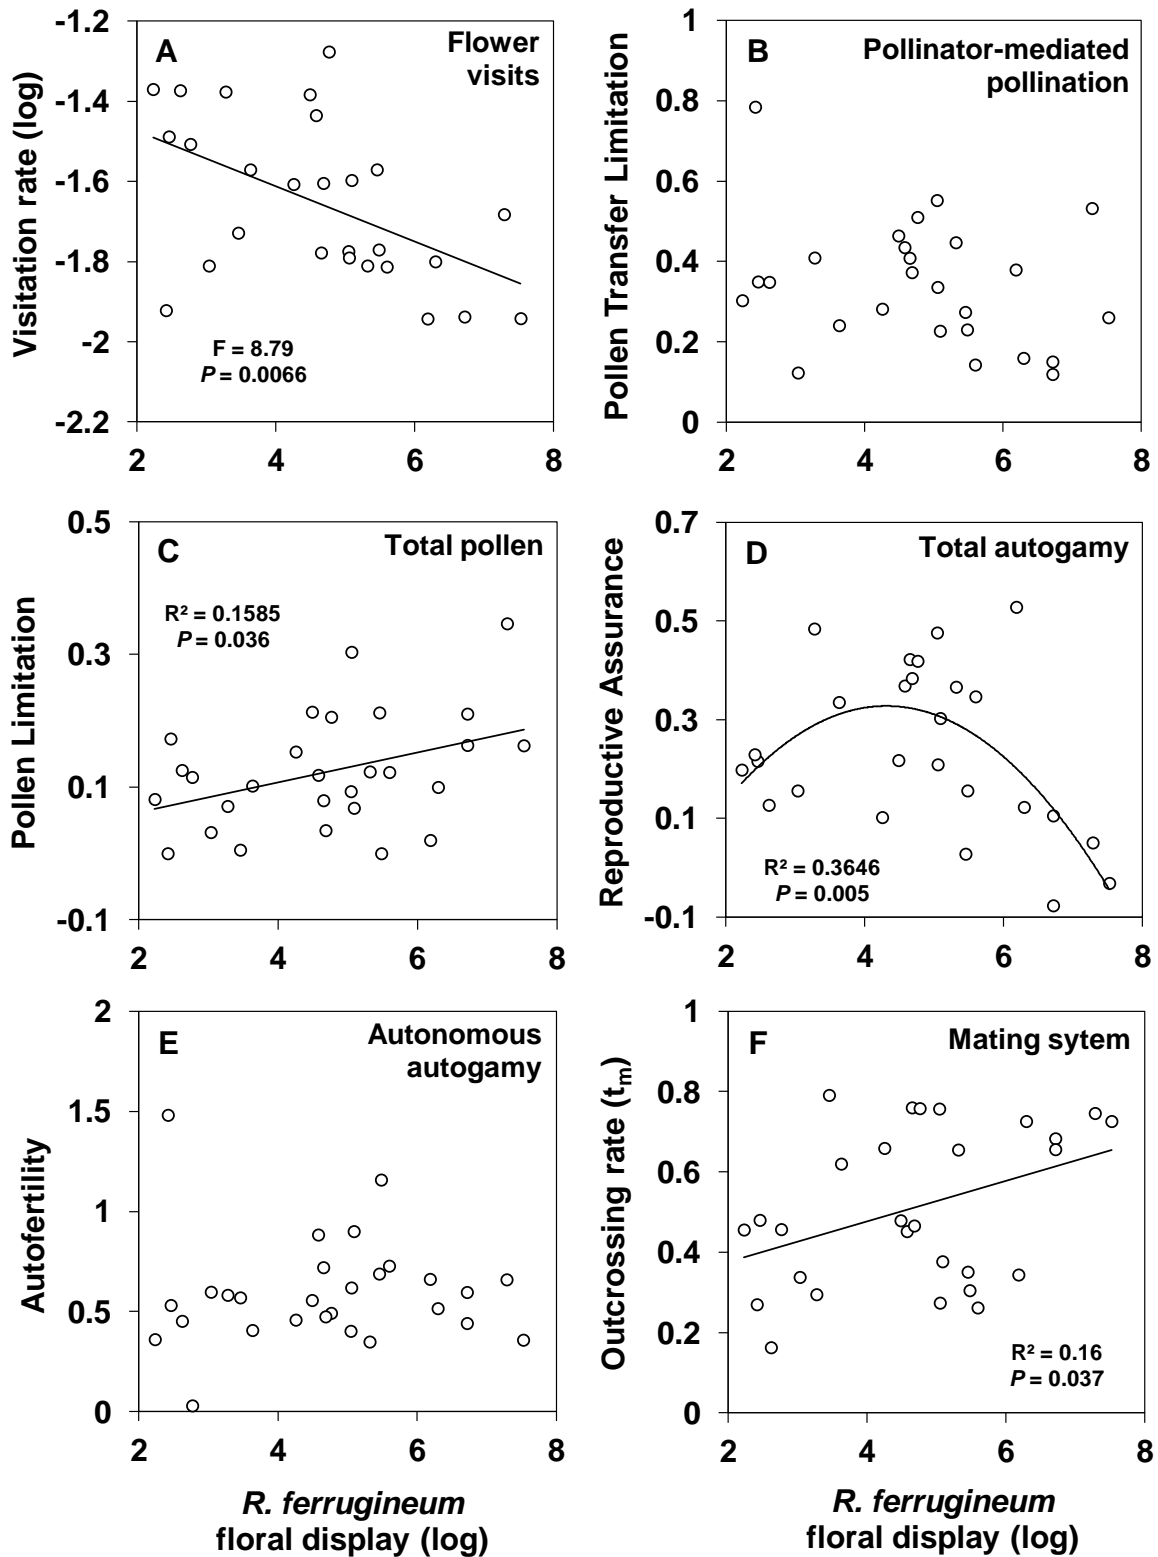 -1.2
-1.4
-1.6
-1.8
-2
-2.2
Visitation rate (log)
A
Flower
visits
F = 8.79
P = 0.0066
2
4
6
8
1
0.8
0.6
0.4
0.2
0
Pollen Transfer Limitation
B
Pollinator-mediated
pollination
2
4
6
8
0.5
0.3
0.1
-0.1
Pollen Limitation
C
Total pollen
R² = 0.1585
P = 0.036
2
4
6
8
0.7
0.5
0.3
0.1
-0.1
Reproductive Assurance
D
Total autogamy
R² = 0.3646
P = 0.005
2
4
6
8
2
1.5
1
0.5
0
Autofertility
E
Autonomous
autogamy
2
4
6
8
R. ferrugineum
floral display (log)
1
0.8
0.6
0.4
0.2
0
Outcrossing rate (tm)
F
Mating sytem
R² = 0.16
P = 0.037
2
4
6
8
R. ferrugineum
floral display (log)